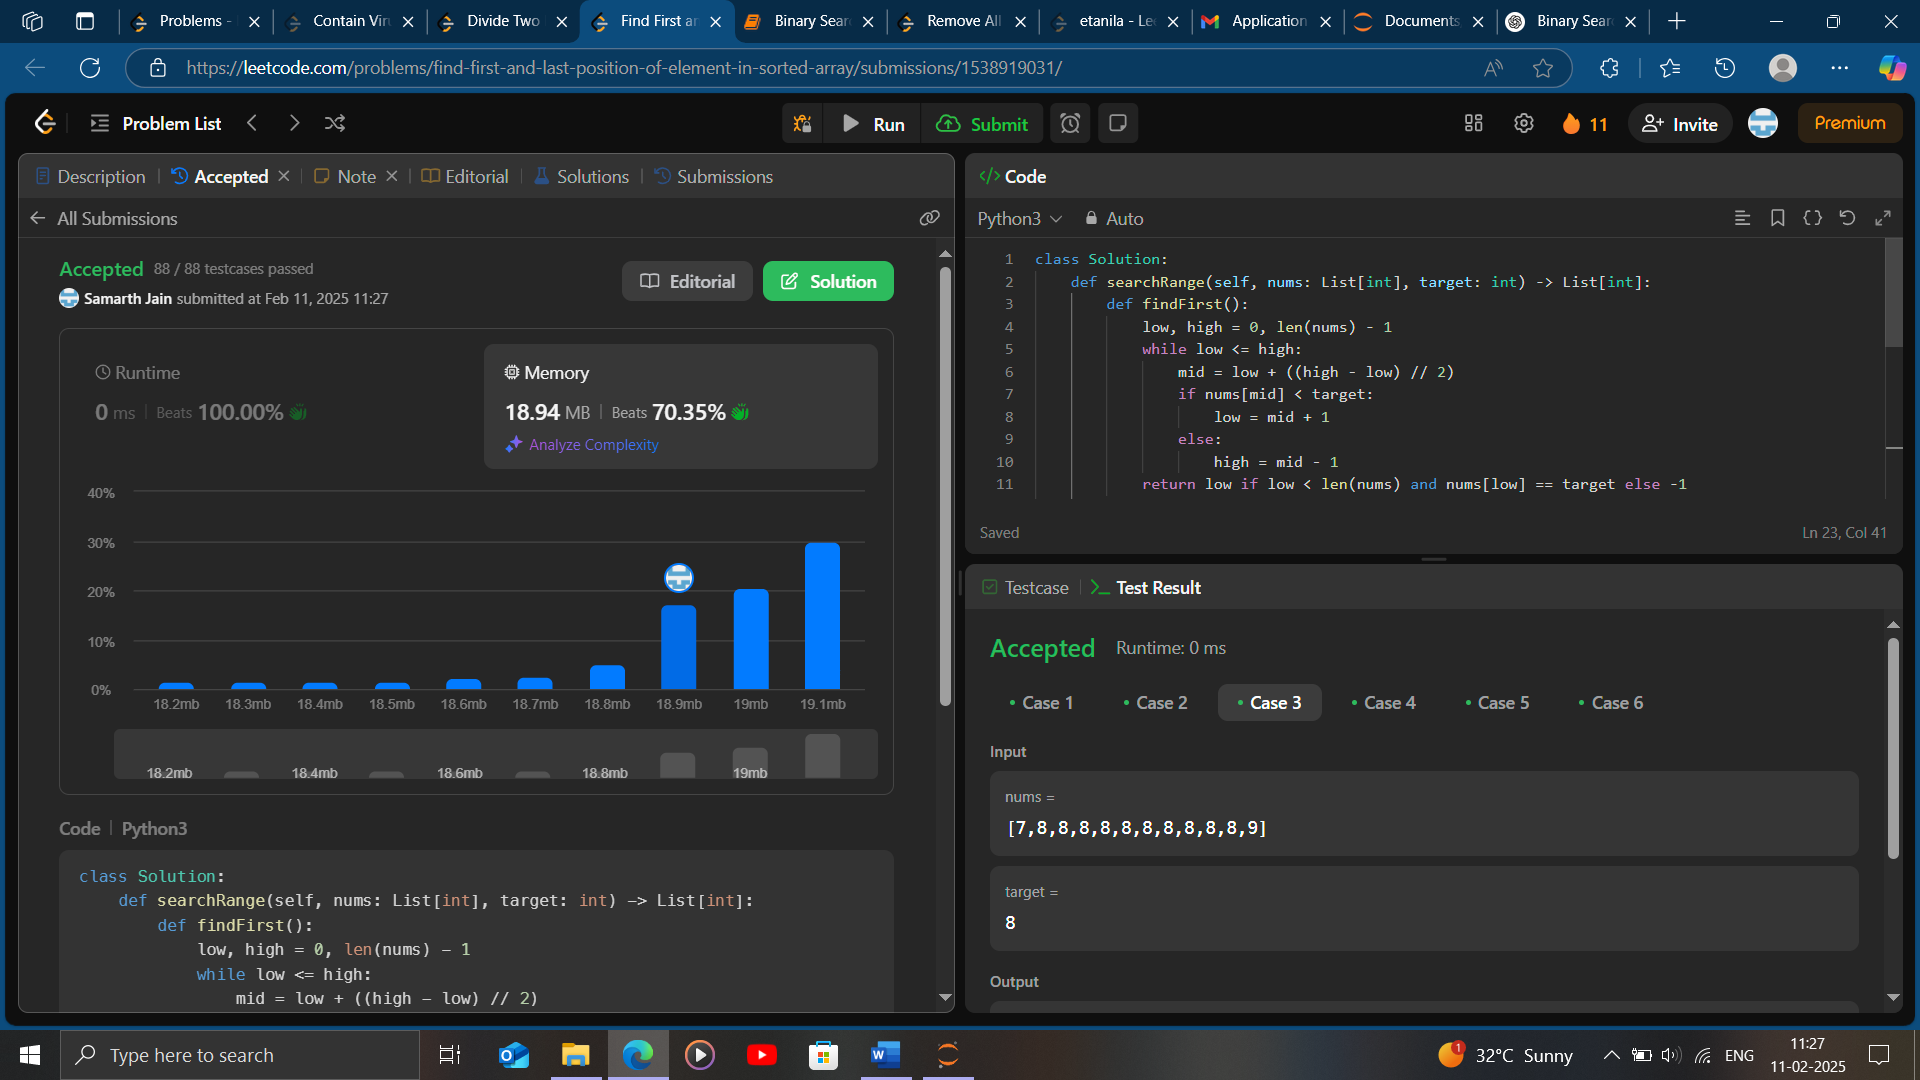 Problems -
Contain Viru
Divide Two
Find First an
Binary Sear
Remove All
etanila - Le
Application
Documents
Binary Sear
https://leetcode.com/problems/find-first-and-last-position-of-element-in-sorted-array/submissions/1538919031/
Problem List
Run
Submit
11
Invite
Premium
Description
Accepted
Note
Editorial
Solutions
Submissions
All Submissions
Accepted 88 / 88 testcases passed
Samarth Jain submitted at Feb 11, 2025 11:27
Editorial
Solution
Runtime
0 ms | Beats 100.00%
Memory
18.94 MB | Beats 70.35%
Analyze Complexity
40%
30%
20%
10%
0%
18.2mb 18.3mb 18.4mb 18.5mb 18.6mb 18.7mb 18.8mb 18.9mb 19mb 19.1mb
18.2mb 18.4mb 18.6mb 18.8mb 19mb
Code | Python3
class Solution:
def searchRange(self, nums: List[int], target: int) -> List[int]:
def findFirst():
low, high = 0, len(nums) - 1
while low <= high:
mid = low + ((high - low) // 2)
</> Code
Python3
Auto
1 class Solution:
2 def searchRange(self, nums: List[int], target: int) -> List[int]:
3 def findFirst():
4 low, high = 0, len(nums) - 1
5 while low <= high:
6 mid = low + ((high - low) // 2)
7 if nums[mid] < target:
8 low = mid + 1
9 else:
10 high = mid - 1
11 return low if low < len(nums) and nums[low] == target else -1
Saved
Ln 23, Col 41
Testcase
Test Result
Accepted Runtime: 0 ms
Case 1
Case 2
Case 3
Case 4
Case 5
Case 6
Input
nums =
[7,8,8,8,8,8,8,8,8,8,8,9]
target =
8
Output
Type here to search
1
32°C Sunny
ENG
11:27
11-02-2025